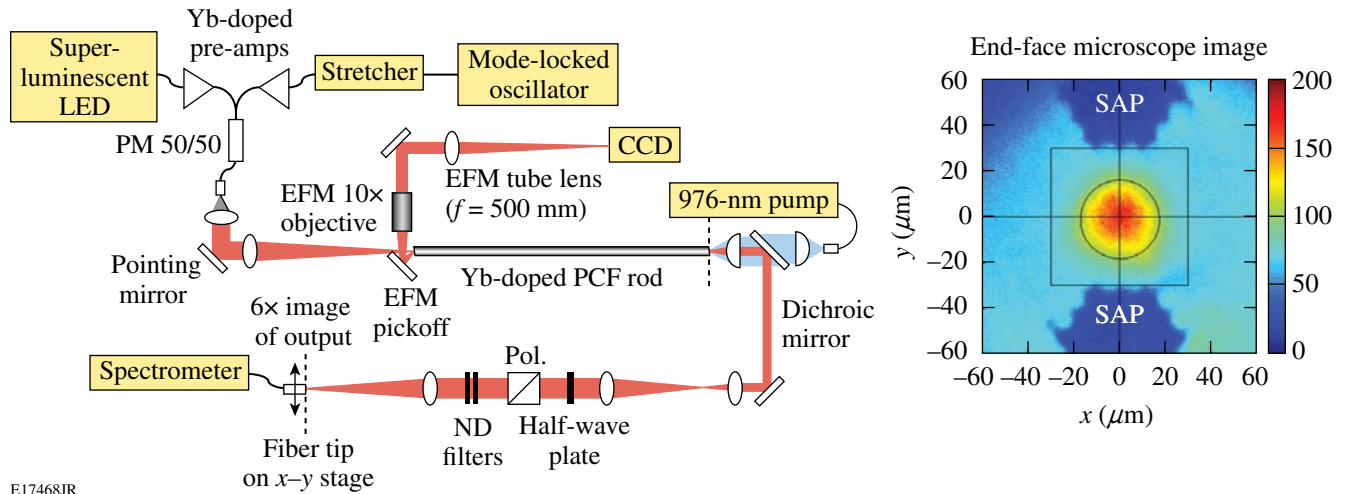 Yb-doped
pre-amps
Super-
luminescent
LED
Stretcher
Mode-locked
oscillator
PM 50/50
CCD
EFM 10×
objective
EFM tube lens
(f = 500 mm)
976-nm pump
Pointing
mirror
Yb-doped PCF rod
EFM
pickoff
Dichroic
mirror
6× image
of output
Spectrometer
Pol.
ND
filters
Half-wave
plate
Fiber tip
on x–y stage
E17468JR
End-face microscope image
SAP
SAP
60
40
20
0
–20
–40
–60
y (μm)
–60 –40 –20 0 20 40 60
x (μm)
200
150
100
50
0